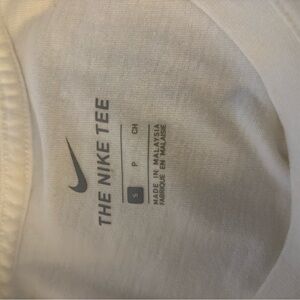 THE NIKE TEE
S P CH
MADE IN MALAYSIA
FABRIQUÉ EN MALAISIE